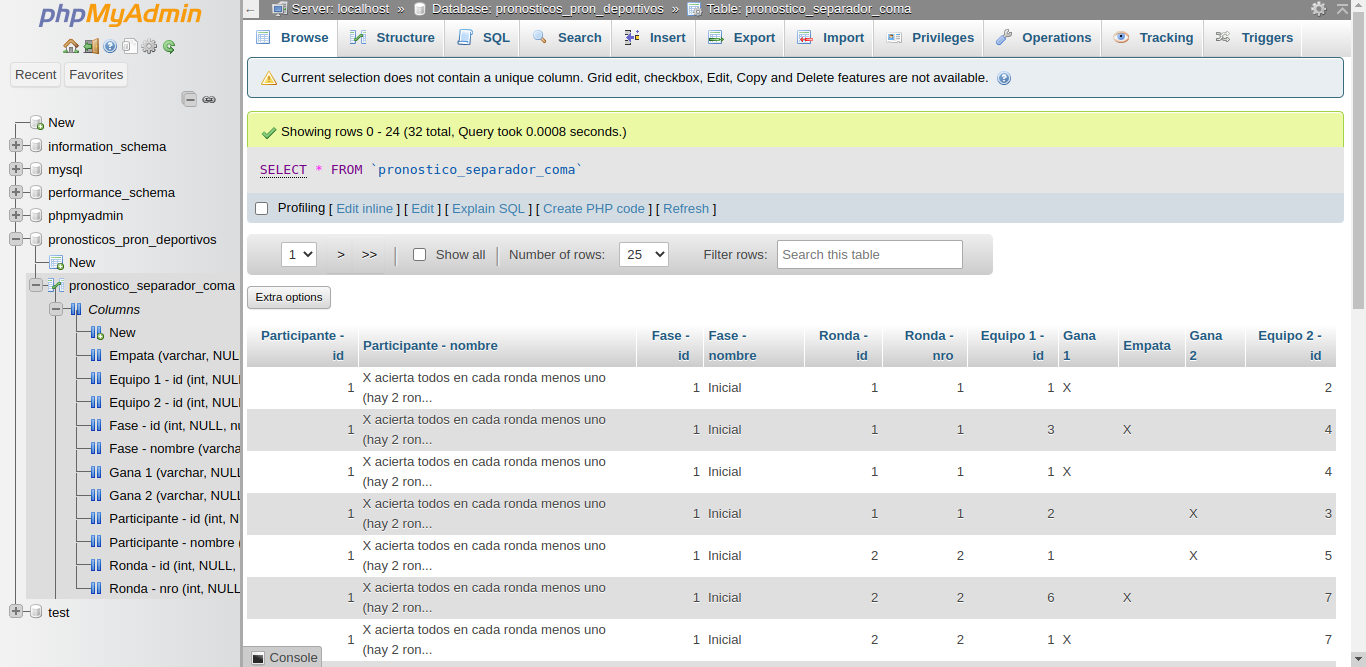 phpMyAdmin
Recent Favorites
New
information_schema
mysql
performance_schema
phpmyadmin
pronosticos_pron_deportivos
New
pronostico_separador_coma
Columns
New
Empata (varchar, NUL
Equipo 1 - id (int, NULL
Equipo 2 - id (int, NULL
Fase - id (int, NULL, nu
Fase - nombre (varcha
Gana 1 (varchar, NULL
Gana 2 (varchar, NULL
Participante - id (int, N
Participante - nombre (
Ronda - id (int, NULL,
Ronda - nro (int, NULL
test
← Server: localhost » Database: pronosticos_pron_deportivos » Table: pronostico_separador_coma
Browse Structure SQL Search Insert Export Import Privileges Operations Tracking Triggers
Current selection does not contain a unique column. Grid edit, checkbox, Edit, Copy and Delete features are not available.
Showing rows 0 - 24 (32 total, Query took 0.0008 seconds.)
SELECT * FROM `pronostico_separador_coma`
Profiling [ Edit inline ] [ Edit ] [ Explain SQL ] [ Create PHP code ] [ Refresh ]
1 > >> | Show all | Number of rows: 25 Filter rows: Search this table
Extra options
Participante - id Participante - nombre Fase - id Fase - nombre Ronda - id Ronda - nro Equipo 1 - id Gana 1 Empata Gana 2 Equipo 2 - id
1 X acierta todos en cada ronda menos uno (hay 2 ron... 1 Inicial 1 1 1 X 2
1 X acierta todos en cada ronda menos uno (hay 2 ron... 1 Inicial 1 1 3 X 4
1 X acierta todos en cada ronda menos uno (hay 2 ron... 1 Inicial 1 1 1 X 4
1 X acierta todos en cada ronda menos uno (hay 2 ron... 1 Inicial 1 1 2 X 3
1 X acierta todos en cada ronda menos uno (hay 2 ron... 1 Inicial 2 2 1 X 5
1 X acierta todos en cada ronda menos uno (hay 2 ron... 1 Inicial 2 2 6 X 7
1 X acierta todos en cada ronda menos uno (hay 2 ron... 1 Inicial 2 2 1 X 7
Console